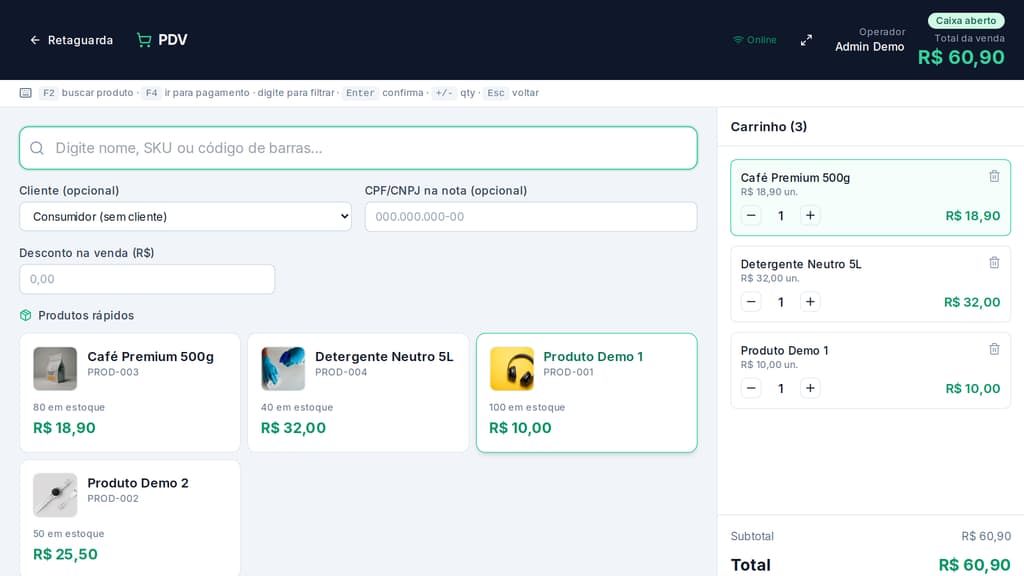 Retaguarda
PDV
Online
Operador
Admin Demo
Caixa aberto
Total da venda
R$ 60,90
F2 buscar produto · F4 ir para pagamento · digite para filtrar · Enter confirma · +/- qty · Esc voltar
Digite nome, SKU ou código de barras...
Cliente (opcional)
Consumidor (sem cliente)
CPF/CNPJ na nota (opcional)
000.000.000-00
Desconto na venda (R$)
0,00
Produtos rápidos
Café Premium 500g
PROD-003
80 em estoque
R$ 18,90
Detergente Neutro 5L
PROD-004
40 em estoque
R$ 32,00
Produto Demo 1
PROD-001
100 em estoque
R$ 10,00
Produto Demo 2
PROD-002
50 em estoque
R$ 25,50
Carrinho (3)
Café Premium 500g
R$ 18,90 un.
− 1 + R$ 18,90
Detergente Neutro 5L
R$ 32,00 un.
− 1 + R$ 32,00
Produto Demo 1
R$ 10,00 un.
− 1 + R$ 10,00
Subtotal R$ 60,90
Total R$ 60,90